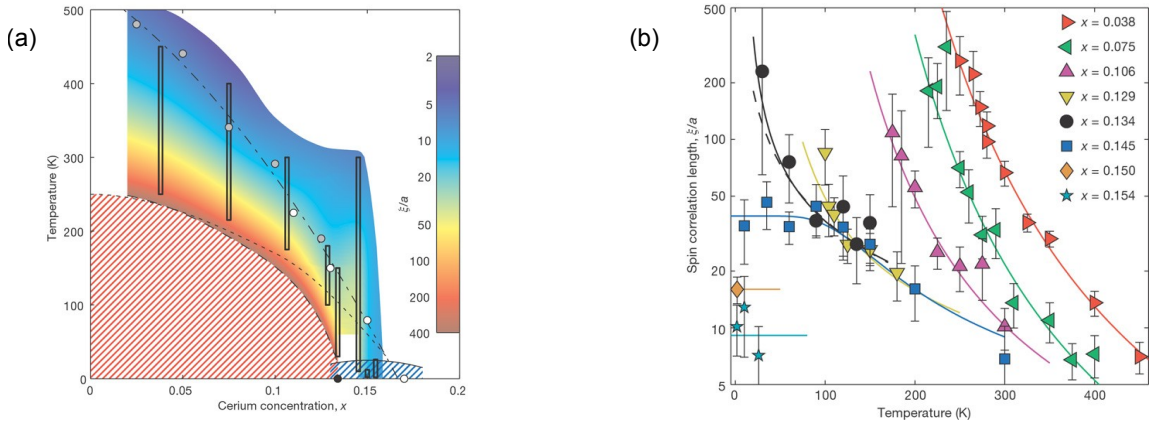 (a)
500
400
300
200
100
0
Temperature (K)
0
0.05
0.1
0.15
0.2
Cerium concentration, x
2
5
10
20
50
100
200
400
ξ/a
(b)
500
200
100
50
20
10
5
Spin correlation length, ξ/a
0
100
200
300
400
Temperature (K)
x = 0.038
x = 0.075
x = 0.106
x = 0.129
x = 0.134
x = 0.145
x = 0.150
x = 0.154